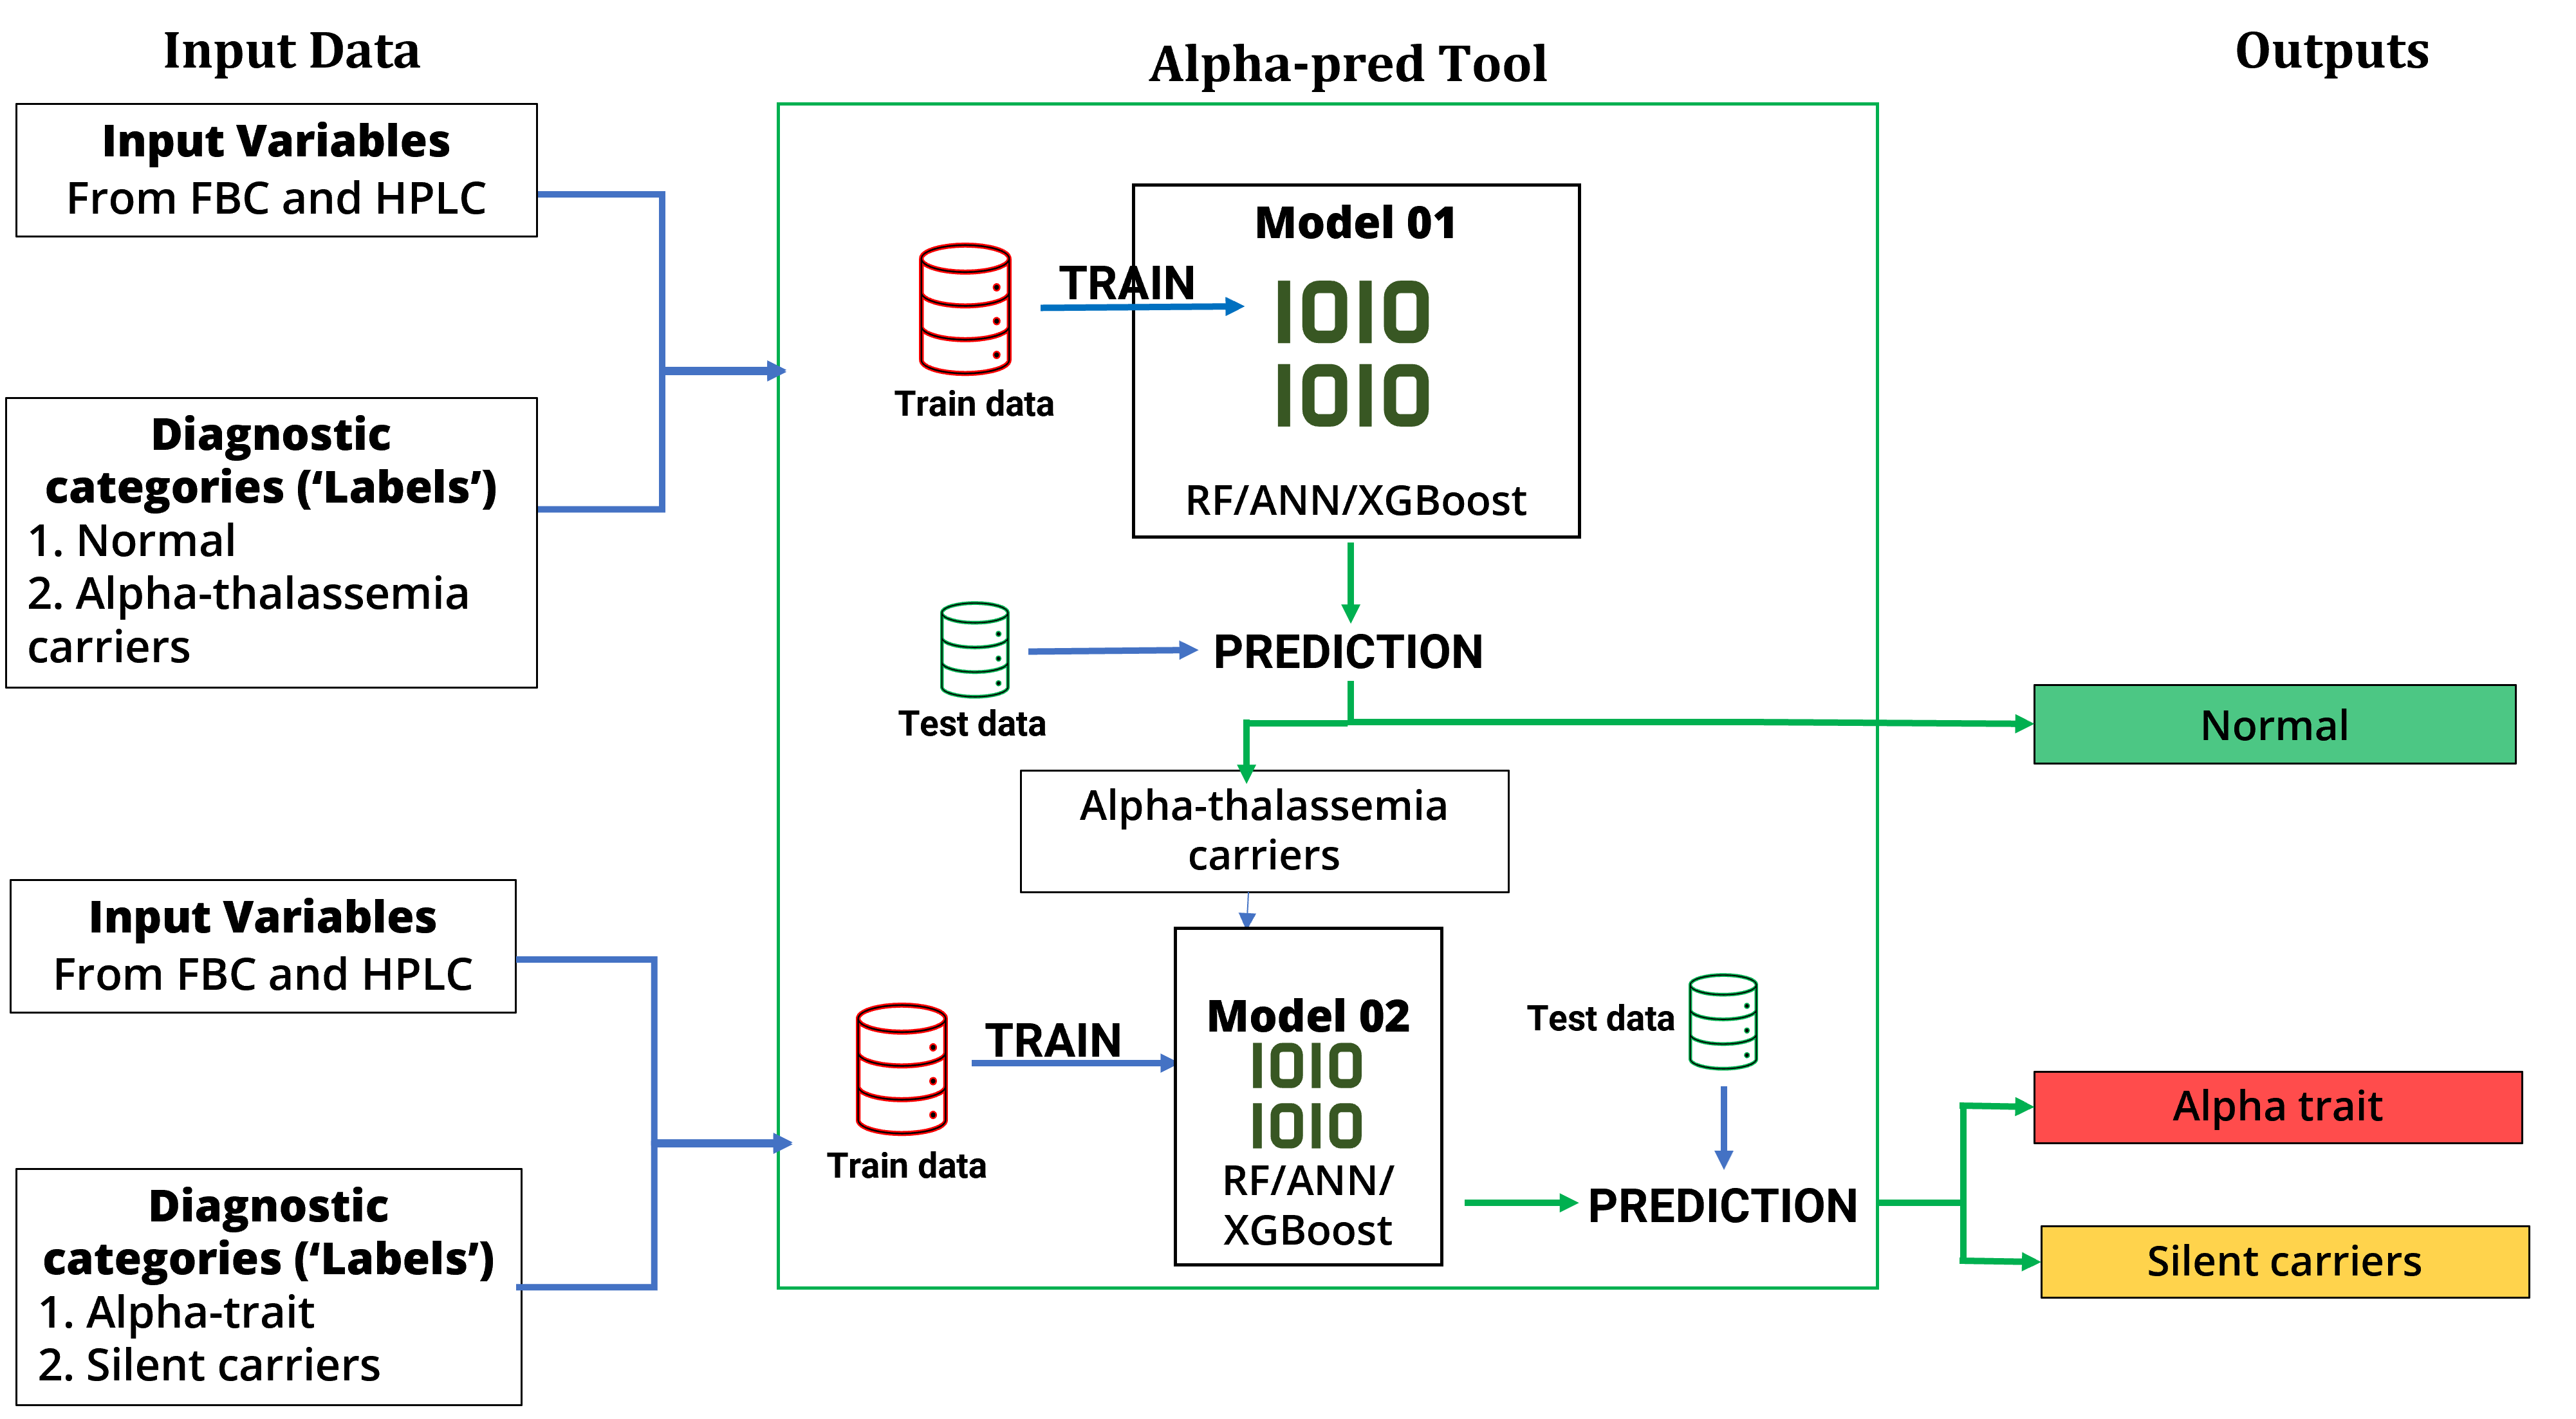 Input Data
Alpha-pred Tool
Outputs
Input Variables
From FBC and HPLC
Diagnostic
categories (‘Labels’)
1. Normal
2. Alpha-thalassemia
carriers
Input Variables
From FBC and HPLC
Diagnostic
categories (‘Labels’)
1. Alpha-trait
2. Silent carriers
Model 01
TRAIN
1010
1010
Train data
RF/ANN/XGBoost
PREDICTION
Test data
Alpha-thalassemia
carriers
Model 02
TRAIN
1010
1010
Train data
RF/ANN/
XGBoost
Test data
PREDICTION
Normal
Alpha trait
Silent carriers